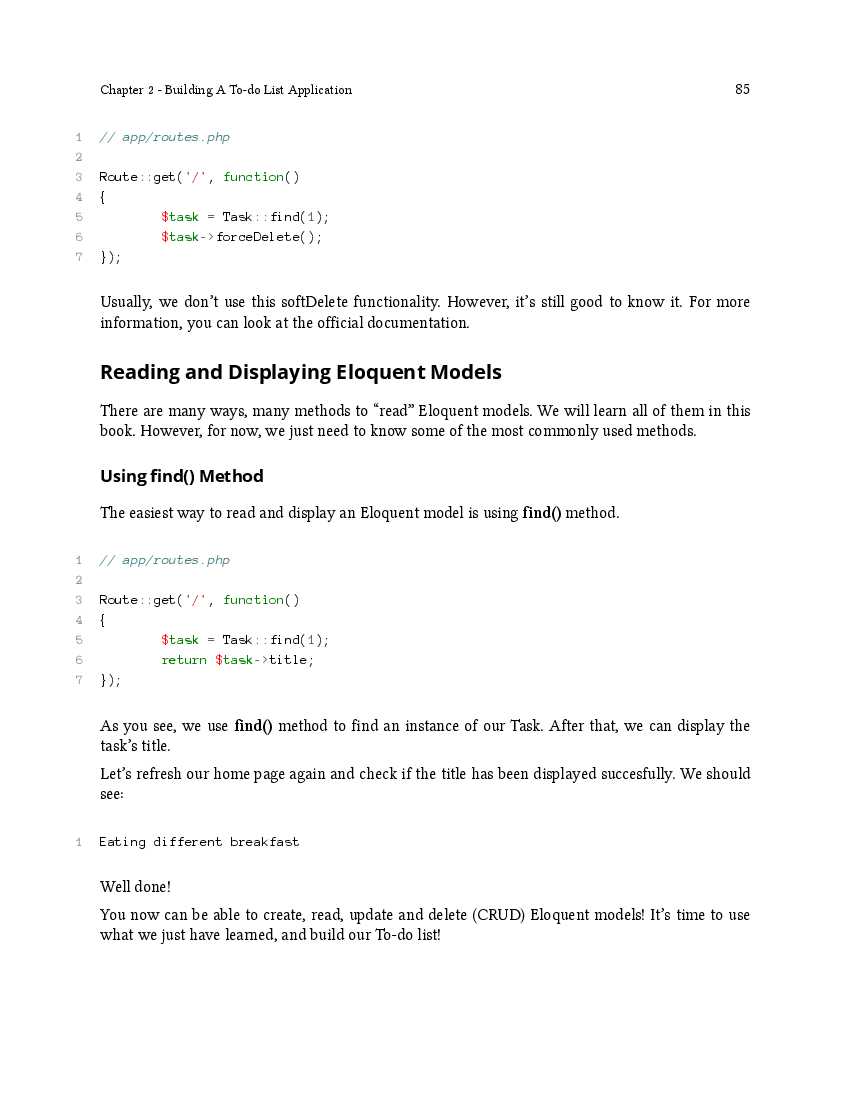 Chapter 2 - Building A To-do List Application 85
1 // app/routes.php
2
3 Route::get('/', function()
4 {
5 $task = Task::find(1);
6 $task->forceDelete();
7 });
Usually, we don’t use this softDelete functionality. However, it’s still good to know it. For more
information, you can look at the official documentation.
Reading and Displaying Eloquent Models
There are many ways, many methods to “read” Eloquent models. We will learn all of them in this
book. However, for now, we just need to know some of the most commonly used methods.
Using find() Method
The easiest way to read and display an Eloquent model is using find() method.
1 // app/routes.php
2
3 Route::get('/', function()
4 {
5 $task = Task::find(1);
6 return $task->title;
7 });
As you see, we use find() method to find an instance of our Task. After that, we can display the
task’s title.
Let’s refresh our home page again and check if the title has been displayed succesfully. We should
see:
1 Eating different breakfast
Well done!
You now can be able to create, read, update and delete (CRUD) Eloquent models! It’s time to use
what we just have learned, and build our To-do list!